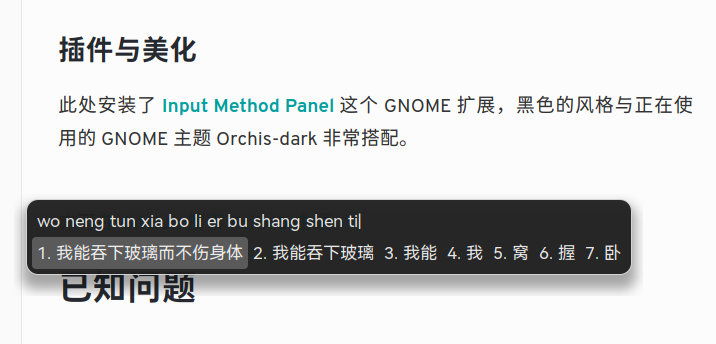 插件与美化
此处安装了 Input Method Panel 这个 GNOME 扩展，黑色的风格与正在使
用的 GNOME 主题 Orchis-dark 非常搭配。
wo neng tun xia bo li er bu shang shen ti
1. 我能吞下玻璃而不伤身体 2. 我能吞下玻璃 3. 我能 4. 我 5. 窝 6. 握 7. 卧
已知问题